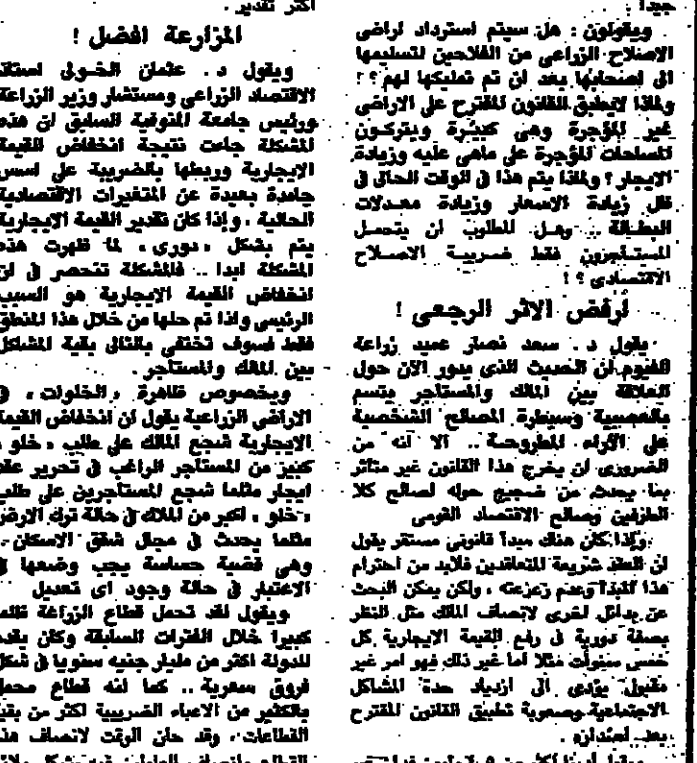 جيدا .
ويقولون : هل سيتم استرداد اراضى
الاصلاح الزراعى من الفلاحين لتسليمها
الى اصحابها بعد ان تم تمليكها لهم ؟ !
ولماذا لايطبق القانون المقترح على الاراضى
غير المؤجرة وهى كبيرة ويتركون
المساحات المؤجرة على ماهى عليه وزيادة
الايجار ؟ ولماذا يتم هذا فى الوقت الحالى فى
ظل زيادة الاسعار وزيادة معدلات
البطالة .. وهل المطلوب ان يتحمل
المستأجرون فقط ضريبة الاصلاح
الاقتصادى ؟ !
ارفض الاثر الرجعى !
يقول د . سعد نصار عميد زراعة
الفيوم ان الحديث الذى يدور الآن حول
العلاقة بين المالك والمستأجر يتسم
بالعصبية وسيطرة المصالح الشخصية
على الآراء المطروحة .. الا انه من
الضرورى ان يخرج هذا القانون غير متأثر
بما يحدث من ضجيج حوله لصالح كلا
الطرفين وصالح الاقتصاد القومى
وإذا كان هناك مبدأ قانونى مستقر يقول
ان العقد شريعة المتعاقدين فلابد من احترام
هذا المبدأ وعدم زعزعته ، ولكن يمكن البحث
عن بدائل اخرى لانصاف المالك مثل النظر
بصفة دورية فى رفع القيمة الايجارية كل
خمس سنوات مثلا اما غير ذلك فهو امر غير
مقبول يؤدى الى ازدياد حدة المشاكل
الاجتماعية وصعوبة تطبيق القانون المقترح
بعد اصداره .
اكثر تقدير .
المزارعة افضل !
ويقول د . عثمان الخولى استاذ
الاقتصاد الزراعى ومستشار وزير الزراعة
ورئيس جامعة المنوفية السابق ان هذه
المشكلة جاءت نتيجة انخفاض القيمة
الايجارية وربطها بالضريبة على اسس
جامدة بعيدة عن المتغيرات الاقتصادية
الحالية ، وإذا كان تقدير القيمة الايجارية
يتم بشكل « دورى » لما ظهرت هذه
المشكلة ابدا .. فالمشكلة تنحصر فى ان
انخفاض القيمة الايجارية هو السبب
الرئيسى واذا تم حلها من خلال هذا المنطق
فقط فسوف تختفى بالتالى بقية المشاكل
بين المالك والمستأجر .
وبخصوص ظاهرة « الخلوات » فى
الاراضى الزراعية يقول ان انخفاض القيمة
الايجارية شجع المالك على طلب « خلو »
كبير من المستأجر الراغب فى تحرير عقد
ايجار مثلما شجع المستأجرين على طلب
« خلو » اكبر من الملاك فى حالة ترك الارض
مثلما يحدث فى مجال شقق الاسكان .
وهى قضية حساسة يجب وضعها فى
الاعتبار فى حالة وجود اى تعديل
ويقول لقد تحمل قطاع الزراعة ظلما
كبيرا خلال الفترات السابقة وكان يقدم
للدولة اكثر من مليار جنيه سنويا فى شكل
فروق سعرية .. كما انه قطاع محمل
بالكثير من الاعباء الضريبية اكثر من بقية
القطاعات ، وقد حان الوقت لانصاف هذا